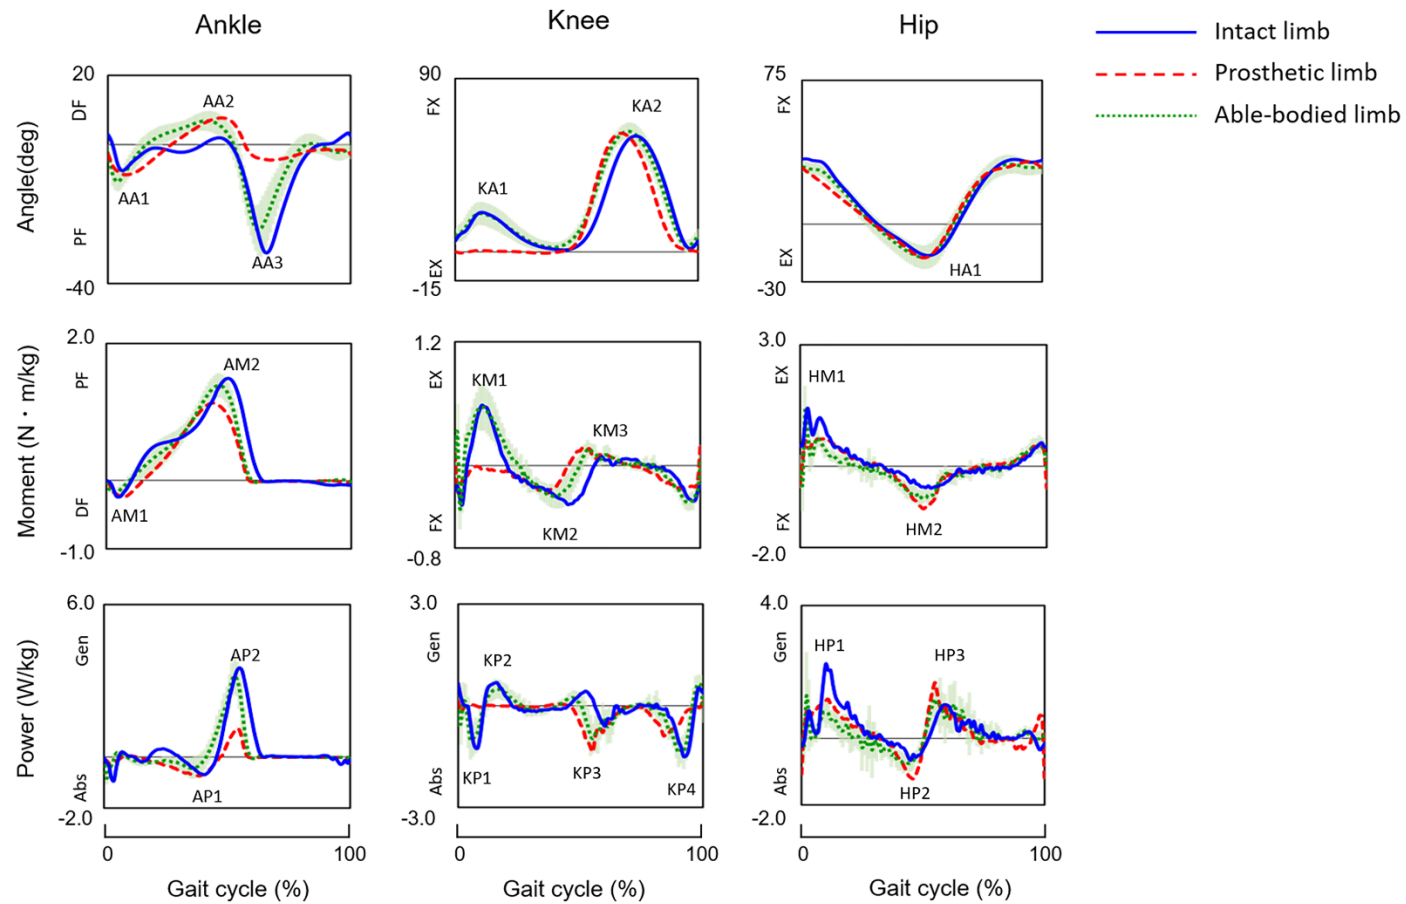 Ankle
Knee
Hip
Intact limb
Prosthetic limb
Able-bodied limb
Angle(deg)
20
DF
PF
-40
AA1
AA2
AA3
90
FX
EX
-15
KA1
KA2
75
FX
EX
-30
HA1
Moment (N・m/kg)
2.0
PF
DF
-1.0
AM1
AM2
1.2
EX
FX
-0.8
KM1
KM2
KM3
3.0
EX
FX
-2.0
HM1
HM2
Power (W/kg)
6.0
Gen
Abs
-2.0
AP1
AP2
3.0
Gen
Abs
-3.0
KP1
KP2
KP3
KP4
4.0
Gen
Abs
-2.0
HP1
HP2
HP3
0 100
0 100
0 100
Gait cycle (%)
Gait cycle (%)
Gait cycle (%)